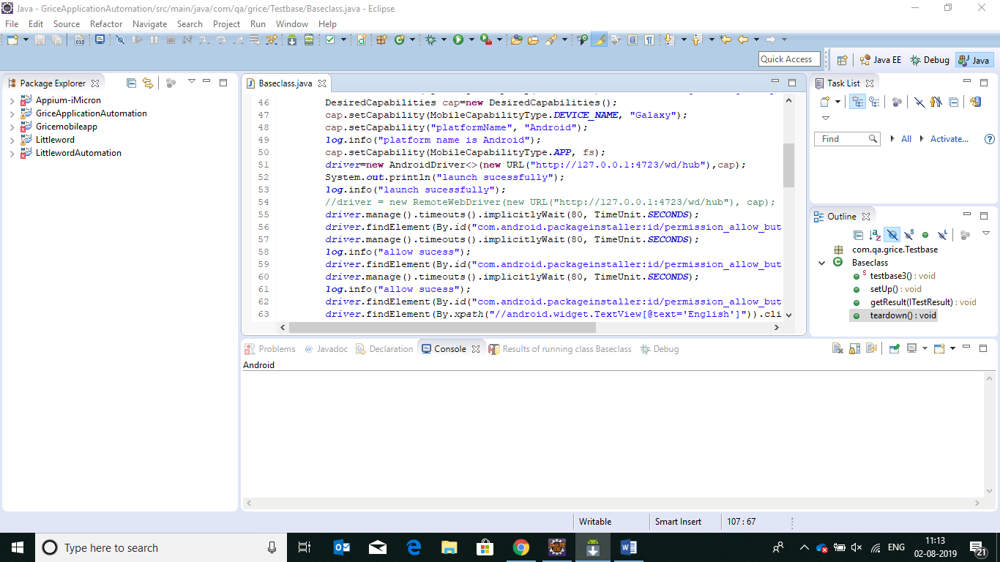 Java - GriceApplicationAutomation/src/main/java/com/qa/grice/Testbase/Baseclass.java - Eclipse
File Edit Source Refactor Navigate Search Project Run Window Help
Quick Access
Java EE Debug Java
Package Explorer
Appium-iMicron
GriceApplicationAutomation
Gricemobileapp
Littleword
LittlewordAutomation
Baseclass.java
46 DesiredCapabilities cap=new DesiredCapabilities();
47 cap.setCapability(MobileCapabilityType.DEVICE_NAME, "Galaxy");
48 cap.setCapability("platformName", "Android");
49 log.info("platform name is Android");
50 cap.setCapability(MobileCapabilityType.APP, fs);
51 driver=new AndroidDriver<>(new URL("http://127.0.0.1:4723/wd/hub"),cap);
52 System.out.println("launch sucessfully");
53 log.info("launch sucessfully");
54 //driver = new RemoteWebDriver(new URL("http://127.0.0.1:4723/wd/hub"), cap);
55 driver.manage().timeouts().implicitlyWait(80, TimeUnit.SECONDS);
56 driver.findElement(By.id("com.android.packageinstaller:id/permission_allow_but
57 driver.manage().timeouts().implicitlyWait(80, TimeUnit.SECONDS);
58 log.info("allow sucess");
59 driver.findElement(By.id("com.android.packageinstaller:id/permission_allow_but
60 driver.manage().timeouts().implicitlyWait(80, TimeUnit.SECONDS);
61 log.info("allow sucess");
62 driver.findElement(By.id("com.android.packageinstaller:id/permission_allow_but
63 driver.findElement(By.xpath("//android.widget.TextView[@text='English']")).cli
Task List
Find All Activate...
Outline
com.qa.grice.Testbase
Baseclass
testbase3() : void
setUp() : void
getResult(ITestResult) : void
teardown() : void
Problems @ Javadoc Declaration Console Results of running class Baseclass Debug
Android
Writable Smart Insert 107 : 67
Type here to search
ENG
11:13
02-08-2019
21